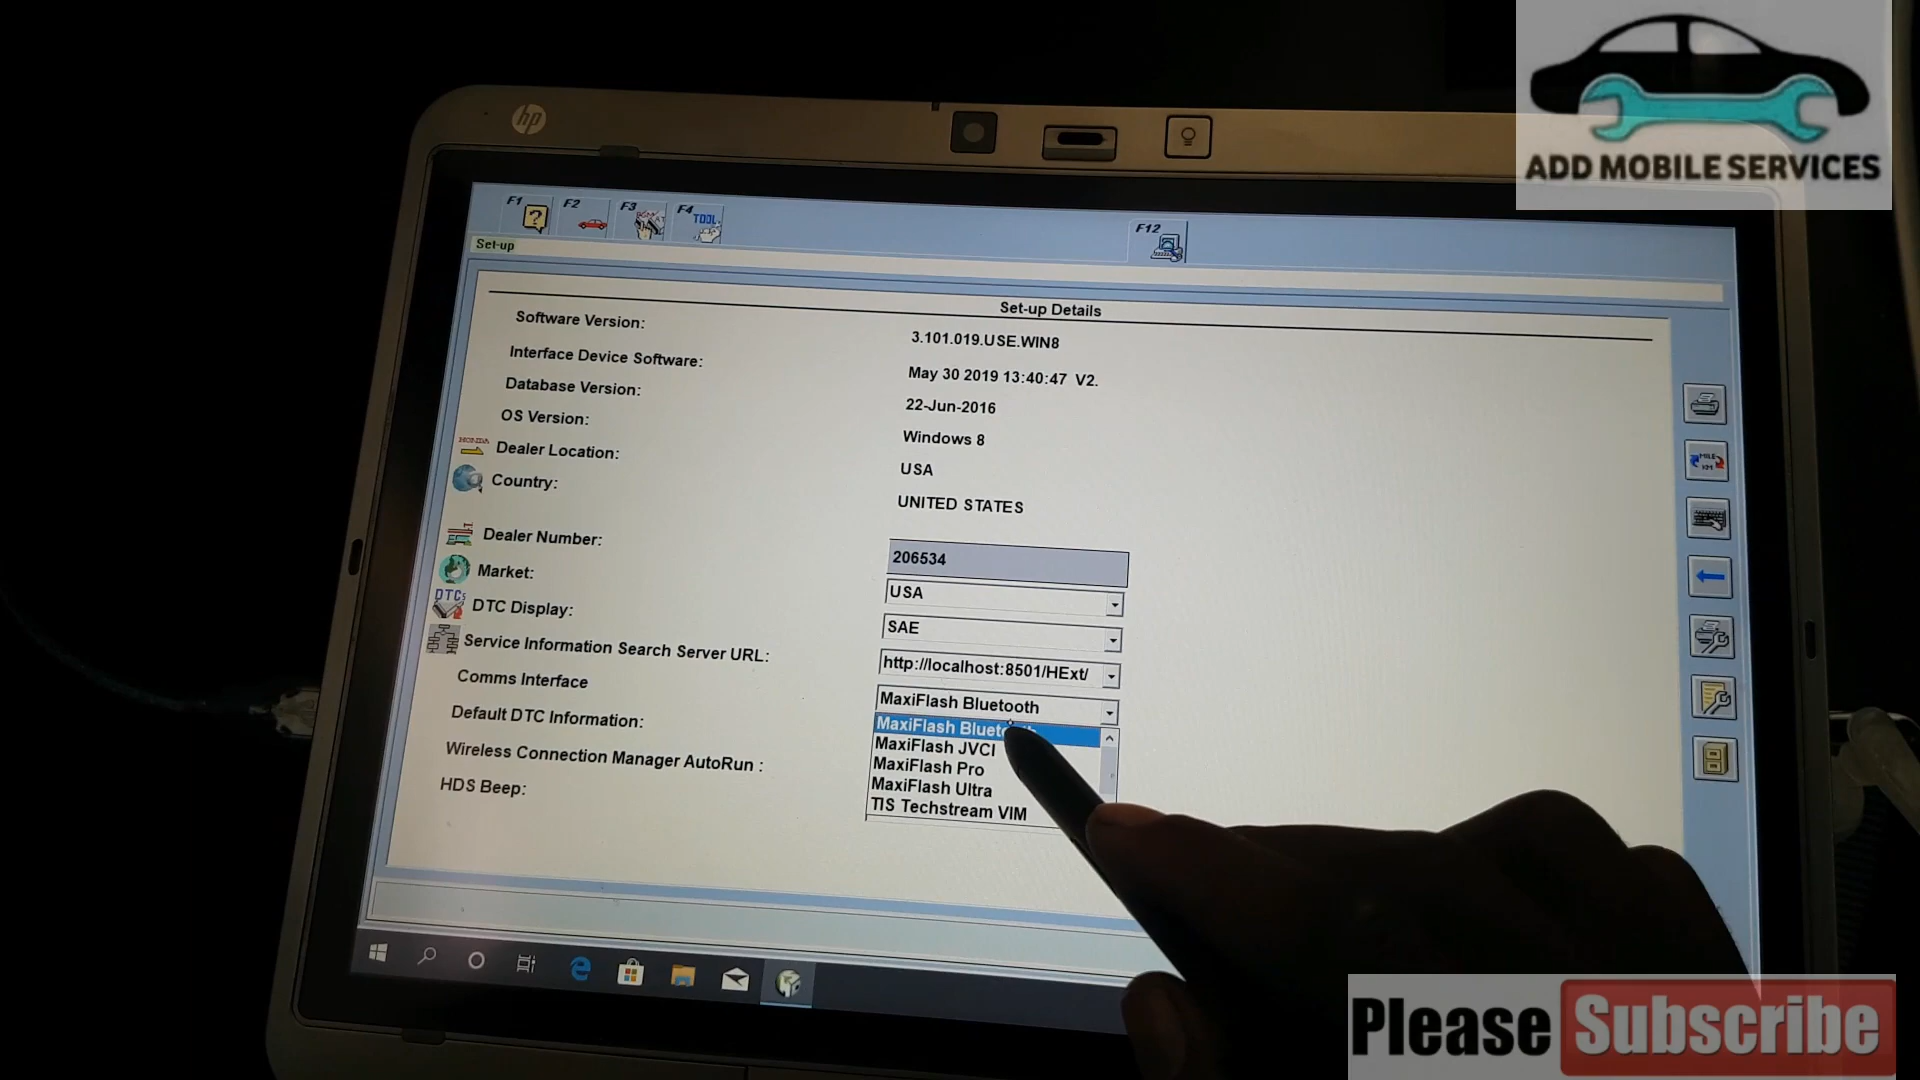 ADD MOBILE SERVICES
hp
F1
F2
F3
F4
TOOL
F12
Set-up
Set-up Details
Software Version: 3.101.019.USE.WIN8
Interface Device Software: May 30 2019 13:40:47 V2.
Database Version: 22-Jun-2016
OS Version: Windows 8
HONDA
Dealer Location: USA
Country: UNITED STATES
Dealer Number: 206534
Market: USA
DTCs
DTC Display: SAE
Service Information Search Server URL: http://localhost:8501/HExt/
Comms Interface MaxiFlash Bluetooth
Default DTC Information:
Wireless Connection Manager AutoRun :
HDS Beep:
MaxiFlash JVCI
MaxiFlash Pro
MaxiFlash Ultra
TIS Techstream VIM
MILE
KM
Please Subscribe